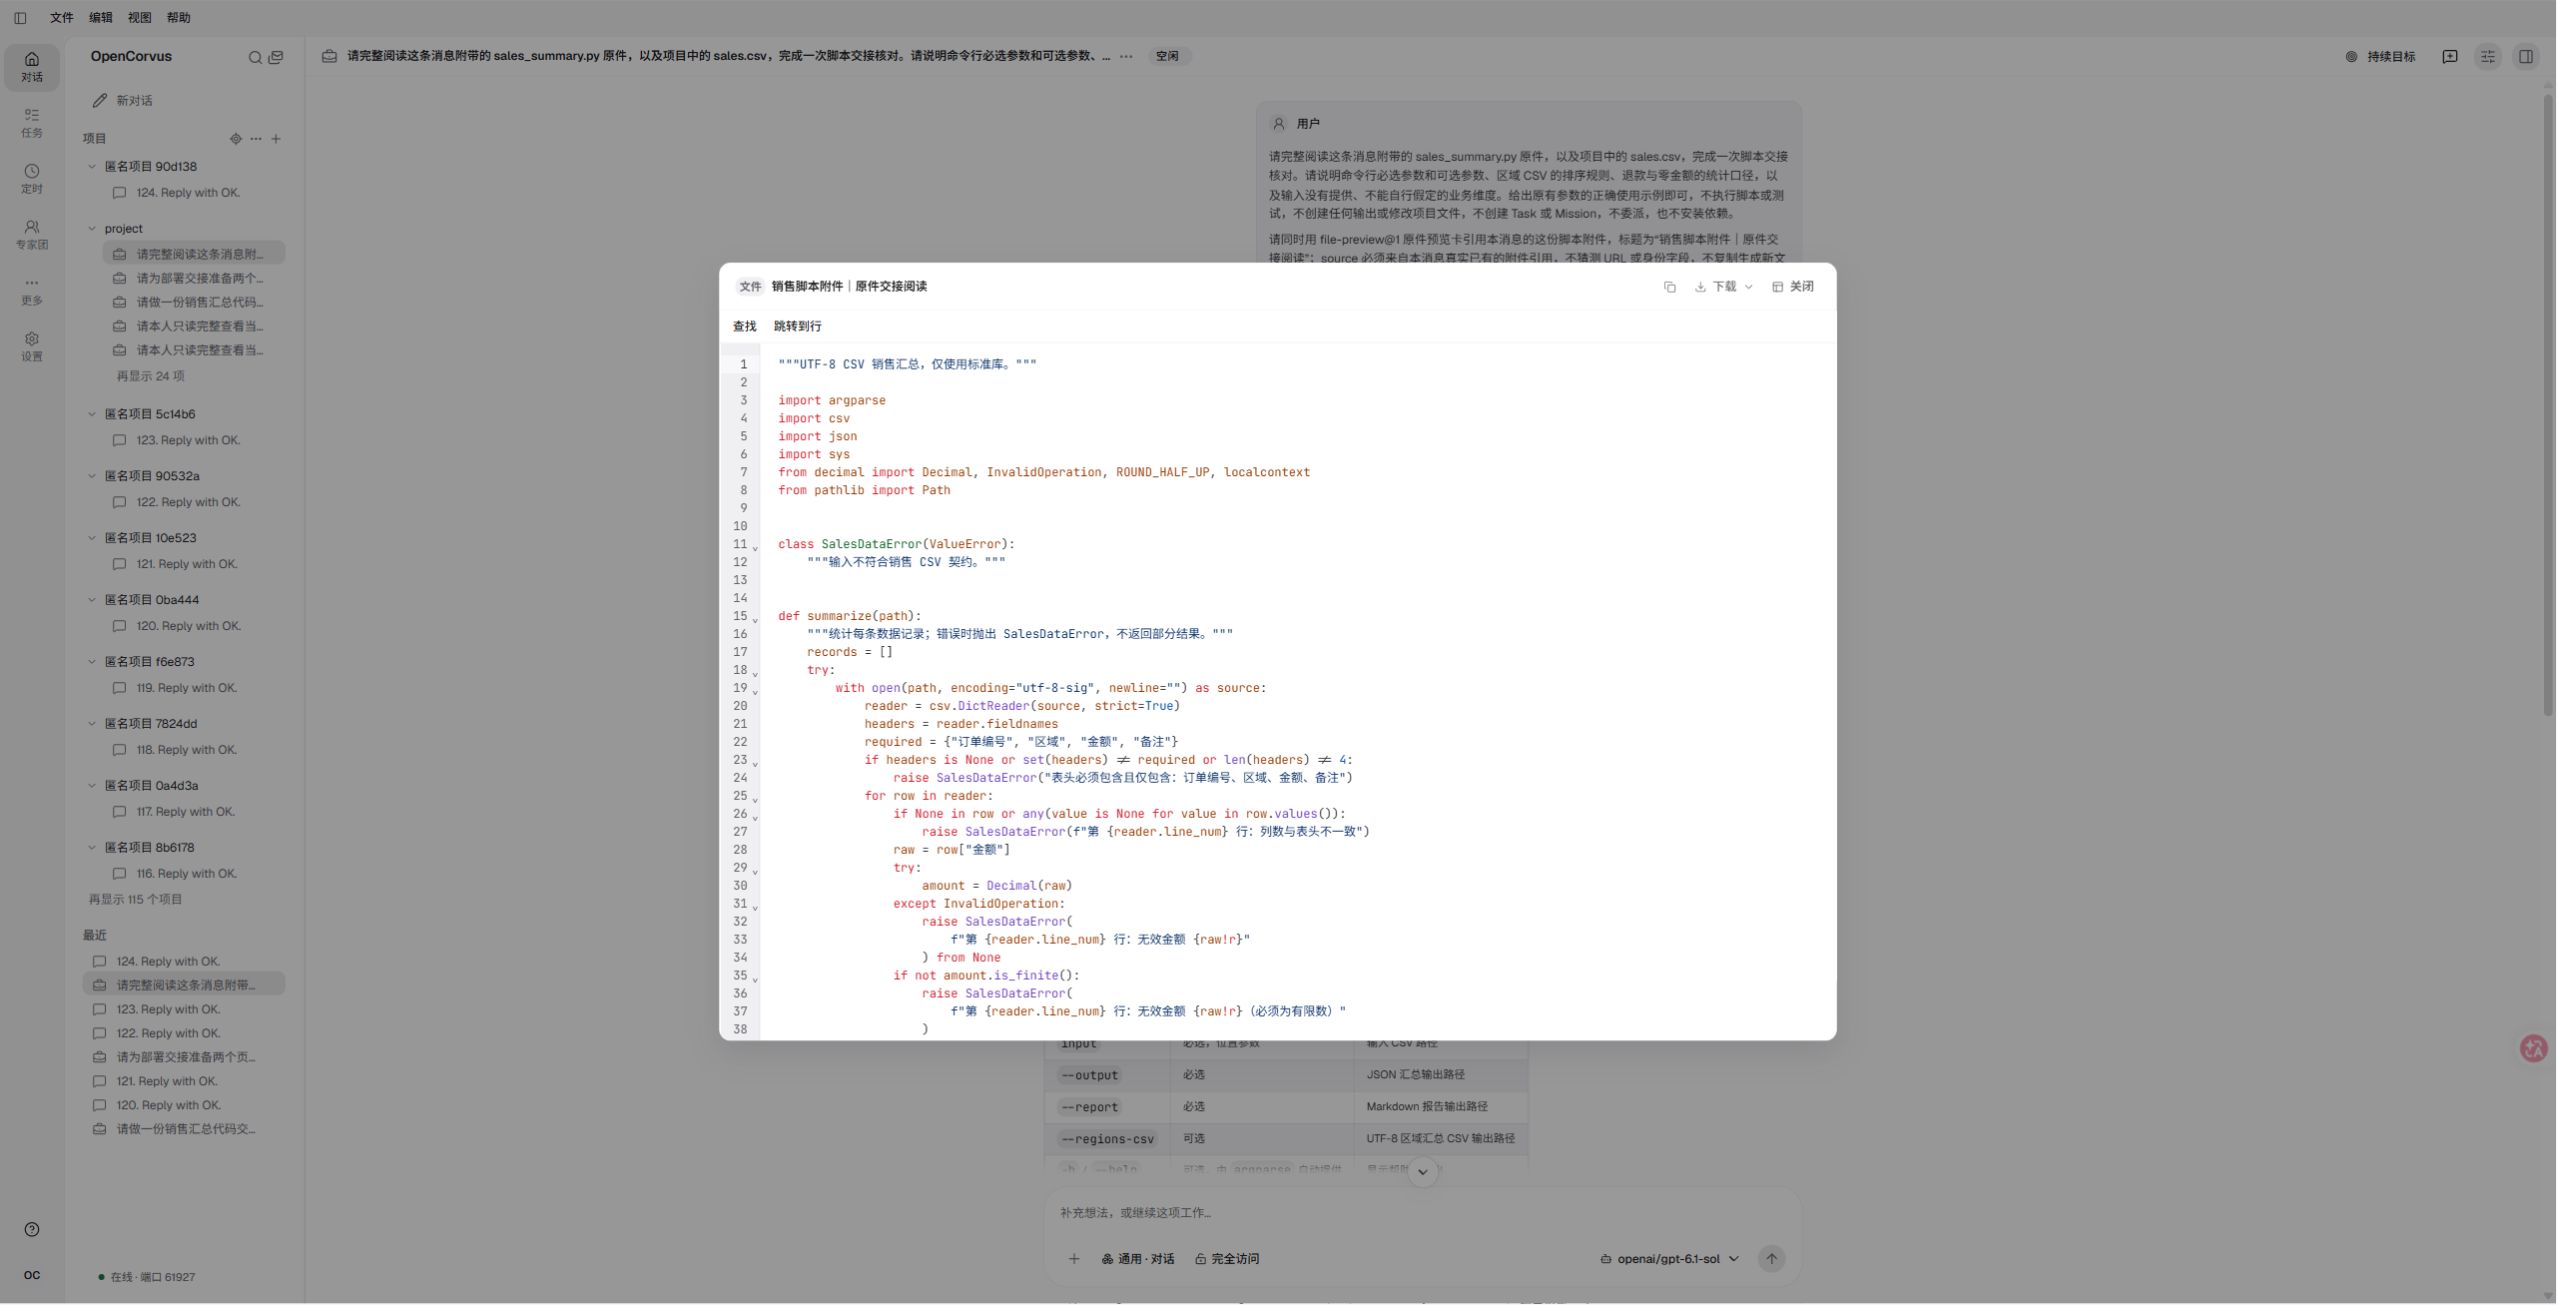 文件 编辑 视图 帮助
对话
任务
定时
专家团
更多
设置
OC
OpenCorvus
新对话
项目
匿名项目 90d138
124. Reply with OK.
project
请完整阅读这条消息附...
请为部署交接准备两个...
请做一份销售汇总代码...
请本人只读完整查看当...
请本人只读完整查看当...
再显示 24 项
匿名项目 5c14b6
123. Reply with OK.
匿名项目 90532a
122. Reply with OK.
匿名项目 10e523
121. Reply with OK.
匿名项目 0ba444
120. Reply with OK.
匿名项目 f6e873
119. Reply with OK.
匿名项目 7824dd
118. Reply with OK.
匿名项目 0a4d3a
117. Reply with OK.
匿名项目 8b6178
116. Reply with OK.
再显示 115 个项目
最近
124. Reply with OK.
请完整阅读这条消息附带...
123. Reply with OK.
122. Reply with OK.
请为部署交接准备两个页...
121. Reply with OK.
120. Reply with OK.
请做一份销售汇总代码交...
在线 · 端口 61927
请完整阅读这条消息附带的 sales_summary.py 原件，以及项目中的 sales.csv，完成一次脚本交接核对。请说明命令行必选参数和可选参数、... ··· 空闲
持续目标
用户
请完整阅读这条消息附带的 sales_summary.py 原件，以及项目中的 sales.csv，完成一次脚本交接
核对。请说明命令行必选参数和可选参数、区域 CSV 的排序规则、退款与零金额的统计口径，以
及输入没有提供、不能自行假定的业务维度。给出原有参数的正确使用示例即可，不执行脚本或测
试，不创建任何输出或修改项目文件，不创建 Task 或 Mission，不委派，也不安装依赖。
请同时用 file-preview@1 原件预览卡引用本消息的这份脚本附件，标题为“销售脚本附件｜原件交
接阅读”；source 必须来自本消息真实已有的附件引用，不猜测 URL 或身份字段，不复制生成新文
文件 销售脚本附件｜原件交接阅读
下载 关闭
查找 跳转到行
1 """UTF-8 CSV 销售汇总，仅使用标准库。"""
2
3 import argparse
4 import csv
5 import json
6 import sys
7 from decimal import Decimal, InvalidOperation, ROUND_HALF_UP, localcontext
8 from pathlib import Path
9
10
11 class SalesDataError(ValueError):
12 """输入不符合销售 CSV 契约。"""
13
14
15 def summarize(path):
16 """统计每条数据记录；错误时抛出 SalesDataError，不返回部分结果。"""
17 records = []
18 try:
19 with open(path, encoding="utf-8-sig", newline="") as source:
20 reader = csv.DictReader(source, strict=True)
21 headers = reader.fieldnames
22 required = {"订单编号", "区域", "金额", "备注"}
23 if headers is None or set(headers) != required or len(headers) != 4:
24 raise SalesDataError("表头必须包含且仅包含：订单编号、区域、金额、备注")
25 for row in reader:
26 if None in row or any(value is None for value in row.values()):
27 raise SalesDataError(f"第 {reader.line_num} 行：列数与表头不一致")
28 raw = row["金额"]
29 try:
30 amount = Decimal(raw)
31 except InvalidOperation:
32 raise SalesDataError(
33 f"第 {reader.line_num} 行：无效金额 {raw!r}"
34 ) from None
35 if not amount.is_finite():
36 raise SalesDataError(
37 f"第 {reader.line_num} 行：无效金额 {raw!r}（必须为有限数）"
38 )
input 必选，位置参数 输入 CSV 路径
--output 必选 JSON 汇总输出路径
--report 必选 Markdown 报告输出路径
--regions-csv 可选 UTF-8 区域汇总 CSV 输出路径
-h / --help 可选，由 argparse 自动提供
补充想法，或继续这项工作...
通用 · 对话 完全访问 openai/gpt-6.1-sol